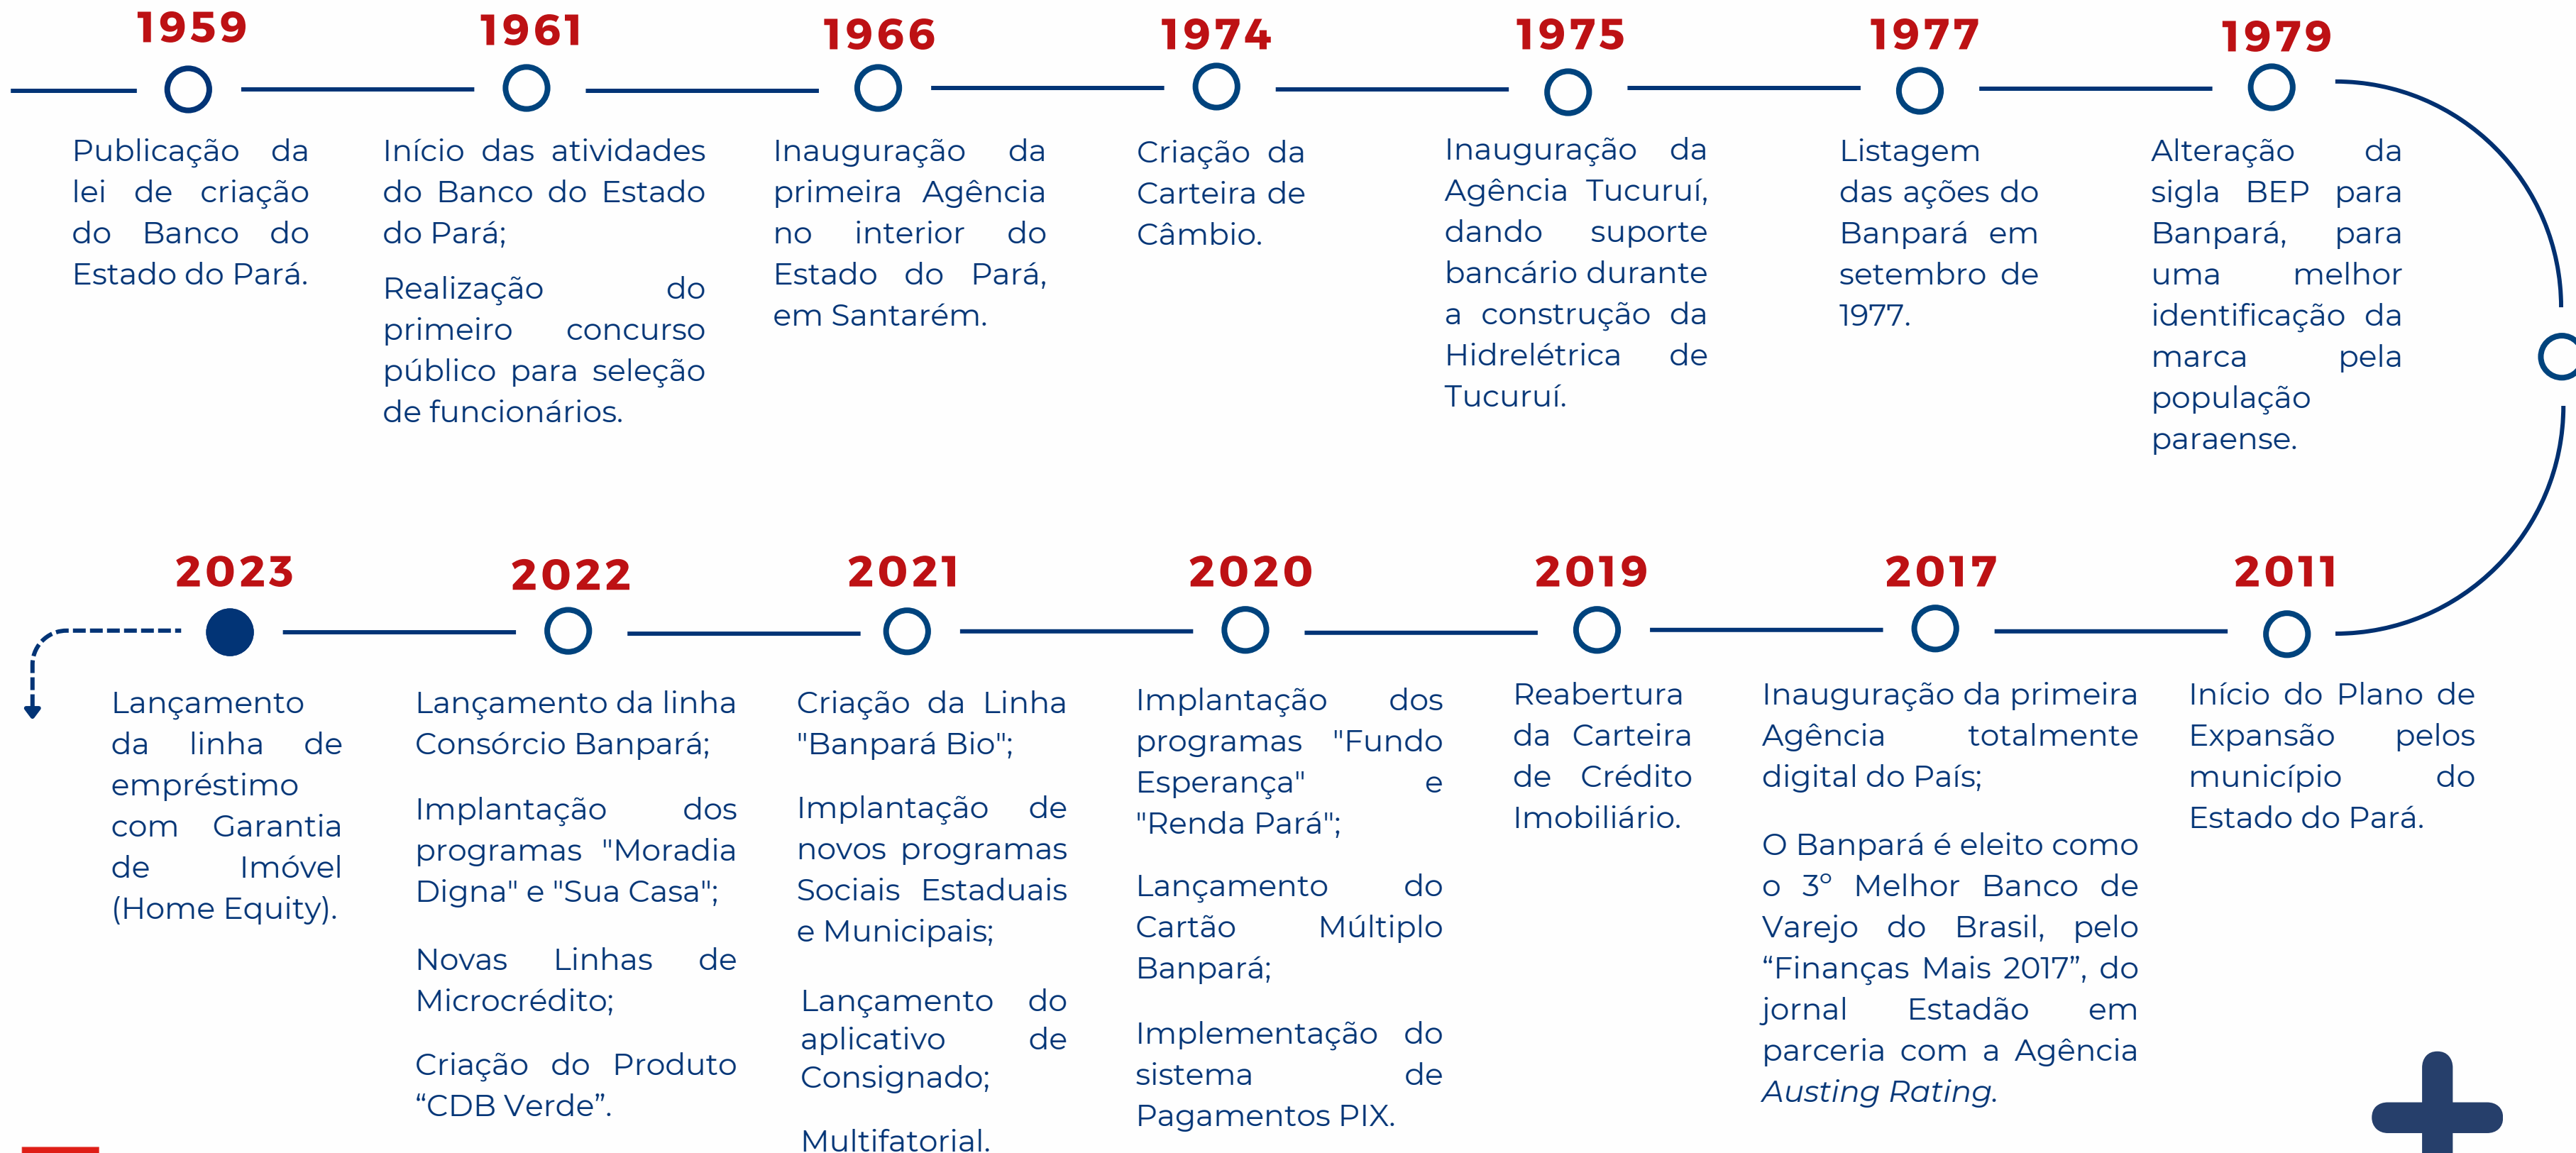 1959
Publicação da
lei de criação
do Banco do
Estado do Pará.
1961
Início das atividades
do Banco do Estado
do Pará;
Realização do
primeiro concurso
público para seleção
de funcionários.
1966
Inauguração da
primeira Agência
no interior do
Estado do Pará,
em Santarém.
1974
Criação da
Carteira de
Câmbio.
1975
Inauguração da
Agência Tucuruí,
dando suporte
bancário durante
a construção da
Hidrelétrica de
Tucuruí.
1977
Listagem
das ações do
Banpará em
setembro de
1977.
1979
Alteração da
sigla BEP para
Banpará, para
uma melhor
identificação da
marca pela
população
paraense.
2023
Lançamento
da linha de
empréstimo
com Garantia
de Imóvel
(Home Equity).
2022
Lançamento da linha
Consórcio Banpará;
Implantação dos
programas "Moradia
Digna" e "Sua Casa";
Novas Linhas de
Microcrédito;
Criação do Produto
“CDB Verde”.
2021
Criação da Linha
"Banpará Bio";
Implantação de
novos programas
Sociais Estaduais
e Municipais;
Lançamento do
aplicativo de
Consignado;
Multifatorial.
2020
Implantação dos
programas "Fundo
Esperança" e
"Renda Pará";
Lançamento do
Cartão Múltiplo
Banpará;
Implementação do
sistema de
Pagamentos PIX.
2019
Reabertura
da Carteira
de Crédito
Imobiliário.
2017
Inauguração da primeira
Agência totalmente
digital do País;
O Banpará é eleito como
o 3º Melhor Banco de
Varejo do Brasil, pelo
“Finanças Mais 2017”, do
jornal Estadão em
parceria com a Agência
Austing Rating.
2011
Início do Plano de
Expansão pelos
município do
Estado do Pará.